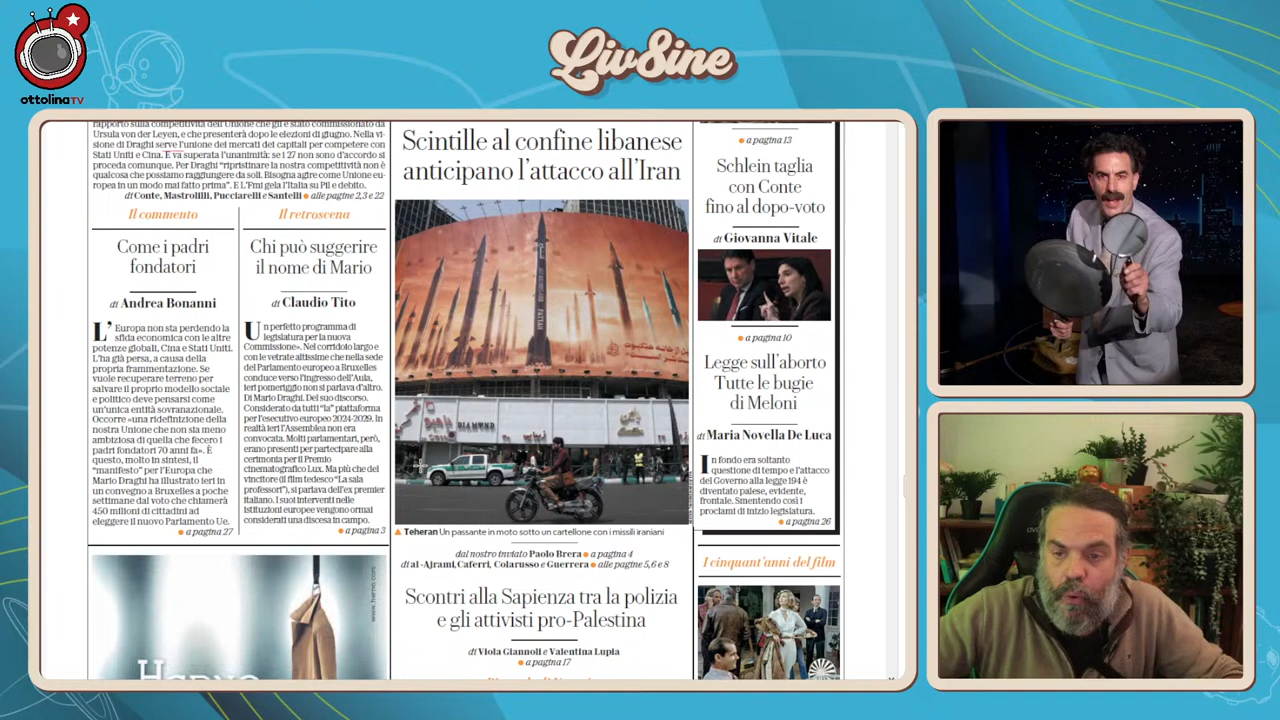 ottolinaTV
Liv8ine
rapporto sulla competitività dell'Unione che gli è stato commissionato da
Ursula von der Leyen, e che presenterà dopo le elezioni di giugno. Nella vi-
sione di Draghi serve l'unione dei mercati dei capitali per competere con
Stati Uniti e Cina. E va superata l'unanimità: se i 27 non sono d'accordo si
proceda comunque. Per Draghi "ripristinare la nostra competitività non è
qualcosa che possiamo raggiungere da soli. Bisogna agire come Unione eu-
ropea in un modo mai fatto prima". E L'Fmi gela l'Italia su Pil e debito.
di Conte, Mastrolilli, Pucciarelli e Santelli ● alle pagine 2,3 e 22
Il commento
Come i padri
fondatori
di Andrea Bonanni
L'Europa non sta perdendo la
sfida economica con le altre
potenze globali, Cina e Stati Uniti.
L'ha già persa, a causa della
propria frammentazione. Se
vuole recuperare terreno per
salvare il proprio modello sociale
e politico deve pensarsi come
un'unica entità sovranazionale.
Occorre «una ridefinizione della
nostra Unione che non sia meno
ambiziosa di quella che fecero i
padri fondatori 70 anni fa». È
questo, molto in sintesi, il
"manifesto" per l'Europa che
Mario Draghi ha illustrato ieri in
un convegno a Bruxelles a poche
settimane dal voto che chiamerà
450 milioni di cittadini ad
eleggere il nuovo Parlamento Ue.
● a pagina 27
Il retroscena
Chi può suggerire
il nome di Mario
di Claudio Tito
Un perfetto programma di
legislatura per la nuova
Commissione». Nel corridoio largo e
con le vetrate altissime che nella sede
del Parlamento europeo a Bruxelles
conduce verso l'ingresso dell'Aula,
ieri pomeriggio non si parlava d'altro.
Di Mario Draghi. Del suo discorso.
Considerato da tutti "la" piattaforma
per l'esecutivo europeo 2024-2029. In
realtà ieri l'Assemblea non era
convocata. Molti parlamentari, però,
erano presenti per partecipare alla
cerimonia per il Premio
cinematografico Lux. Ma più che del
vincitore (il film tedesco "La sala
professori"), si parlava dell'ex premier
italiano. I suoi interventi nelle
istituzioni europee vengono ormai
considerati una discesa in campo.
● a pagina 3
www.herno.com
HERNO
Scintille al confine libanese
anticipano l'attacco all'Iran
DIAMOND
▲ Teheran Un passante in moto sotto un cartellone con i missili iraniani
dal nostro inviato Paolo Brera ● a pagina 4
di al -Ajrami, Caferri, Colarusso e Guerrera ● alle pagine 5,6 e 8
Scontri alla Sapienza tra la polizia
e gli attivisti pro-Palestina
di Viola Giannoli e Valentina Lupia
● a pagina 17
● a pagina 13
Schlein taglia
con Conte
fino al dopo-voto
di Giovanna Vitale
● a pagina 10
Legge sull'aborto
Tutte le bugie
di Meloni
di Maria Novella De Luca
In fondo era soltanto
questione di tempo e l'attacco
del Governo alla legge 194 è
diventato palese, evidente,
frontale. Smentendo così i
proclami di inizio legislatura.
● a pagina 26
I cinquant'anni del film